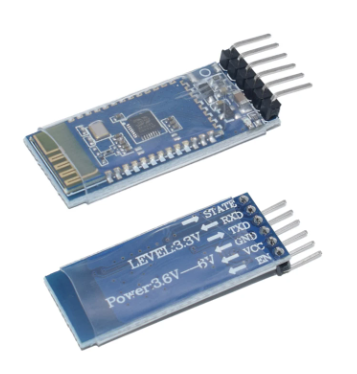 STATE
RXD
TXD
GND
VCC
EN
LEVEL:3.3V
Power:3.6V—6V